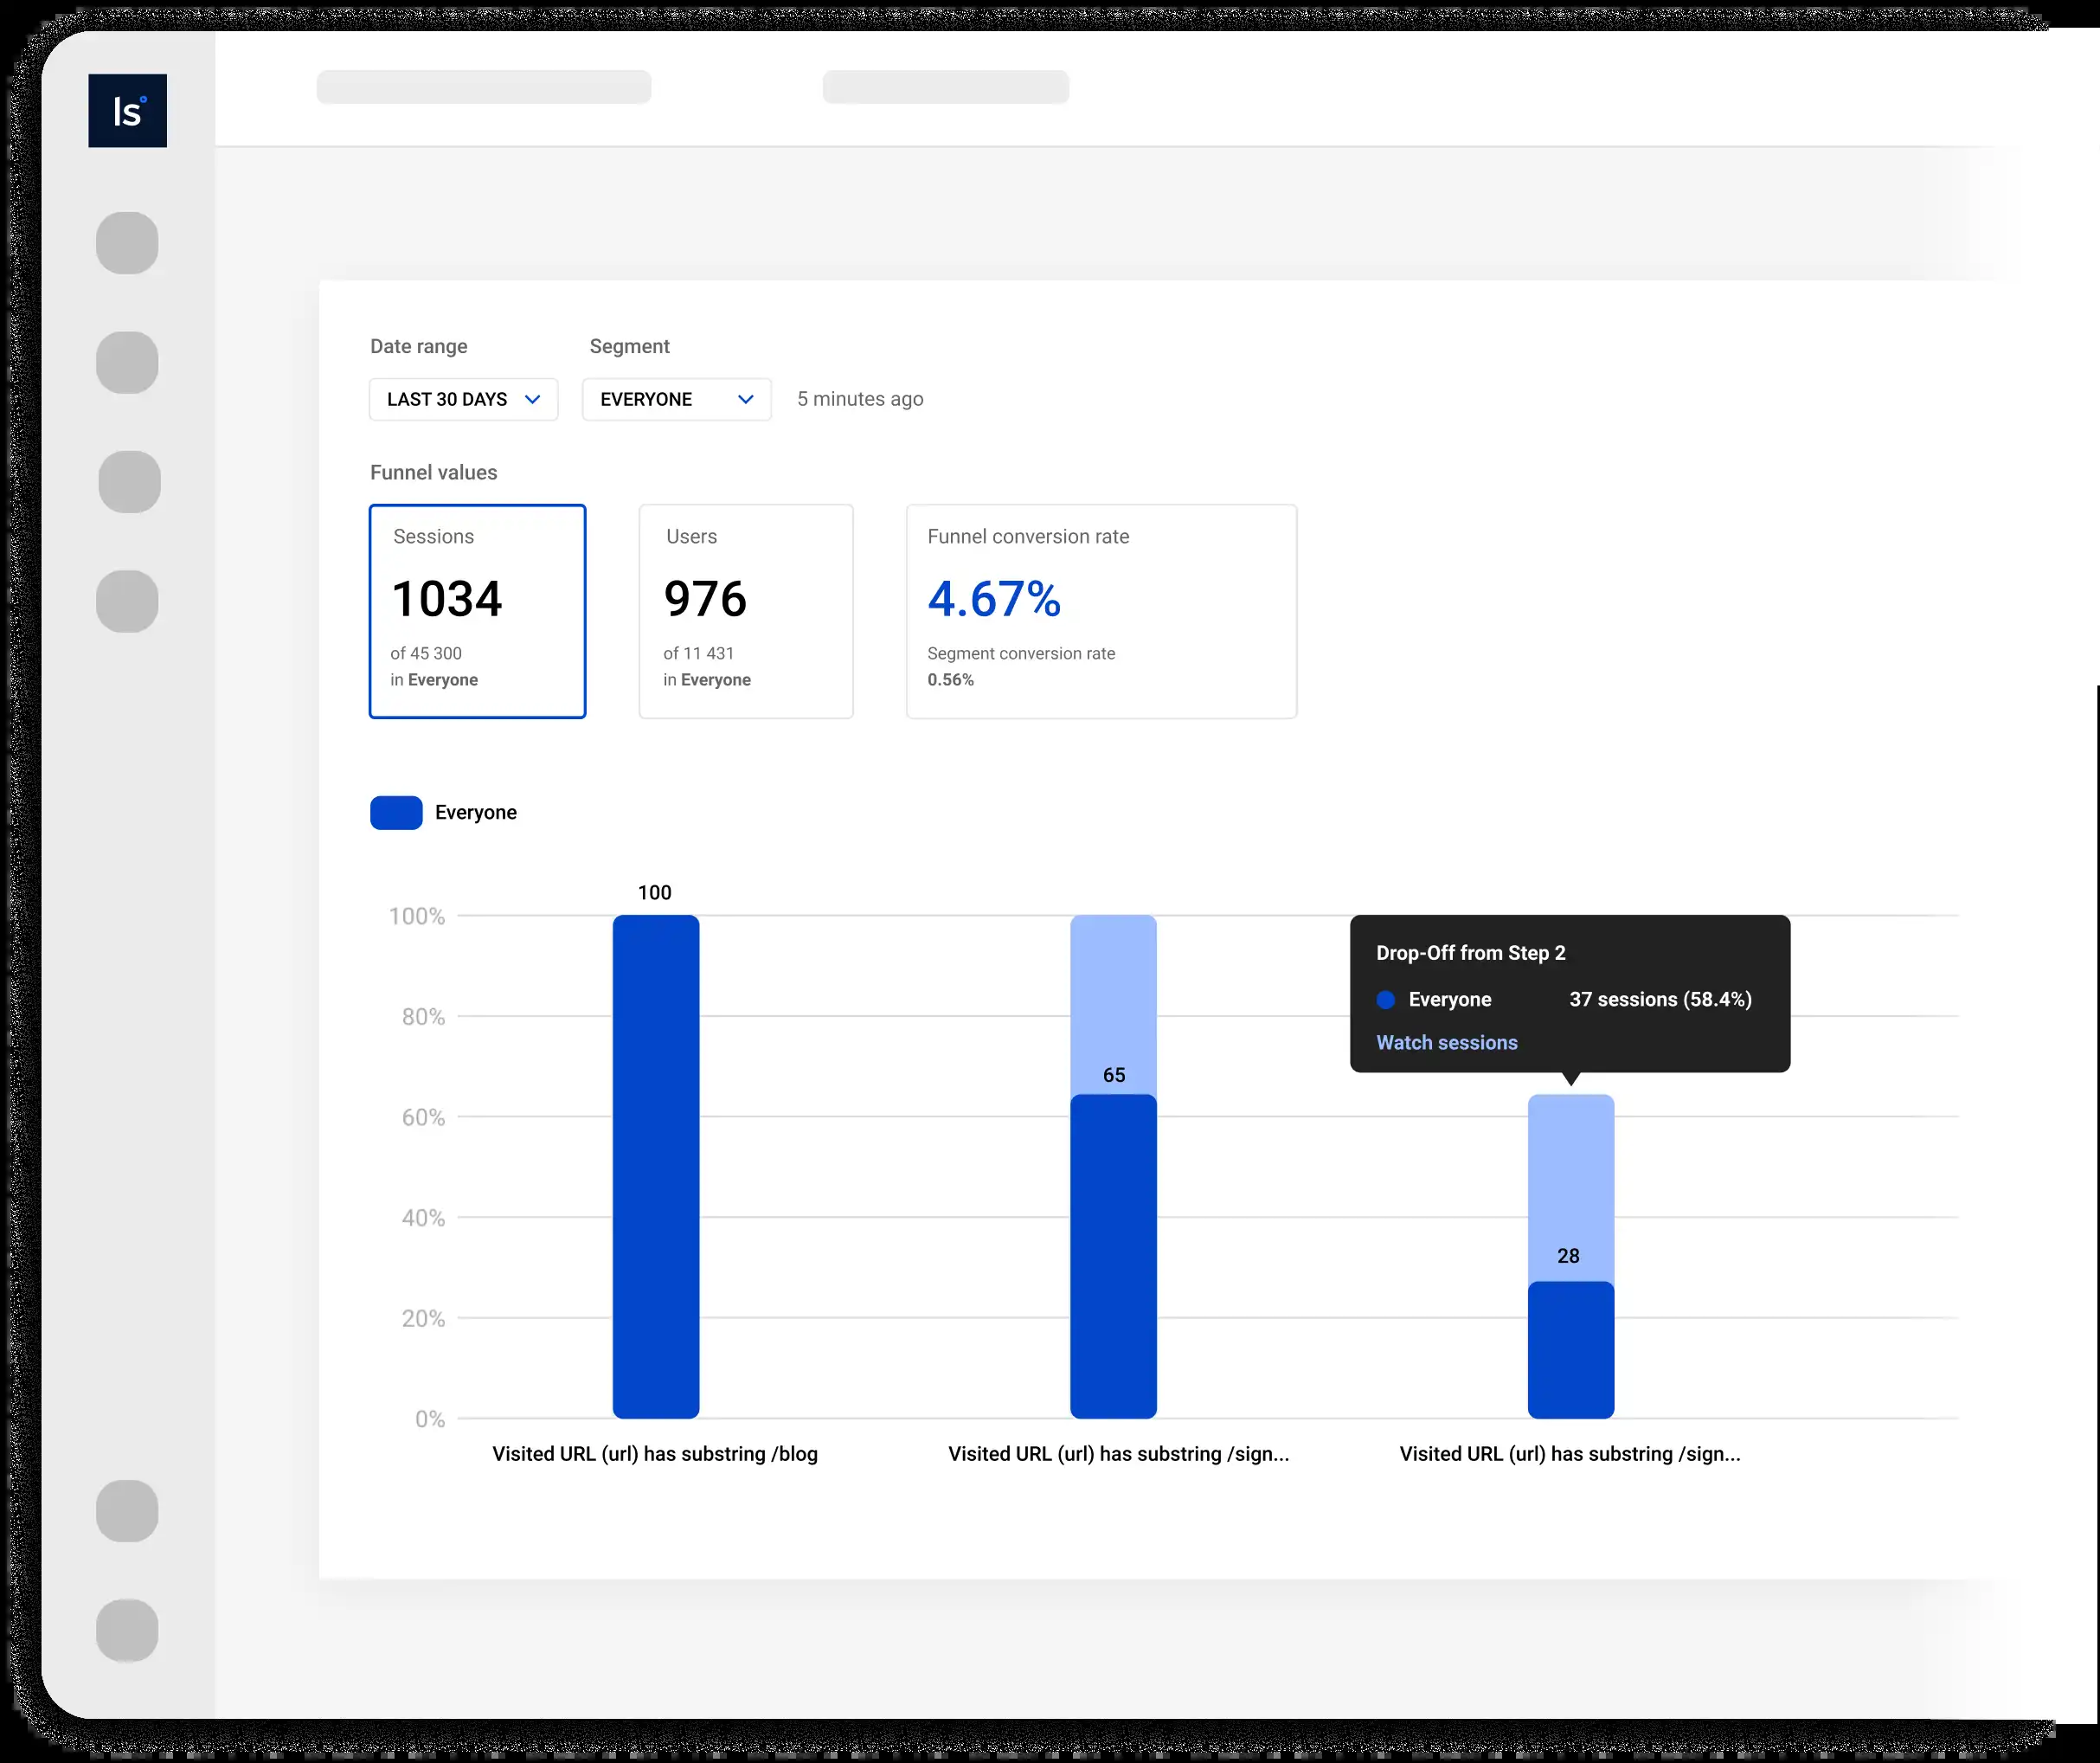 ls°
Date range
Segment
LAST 30 DAYS
EVERYONE
5 minutes ago
Funnel values
Sessions
1034
of 45 300
in Everyone
Users
976
of 11 431
in Everyone
Funnel conversion rate
4.67%
Segment conversion rate
0.56%
Everyone
100%
80%
60%
40%
20%
0%
100
65
28
Drop-Off from Step 2
Everyone 37 sessions (58.4%)
Watch sessions
Visited URL (url) has substring /blog
Visited URL (url) has substring /sign...
Visited URL (url) has substring /sign...